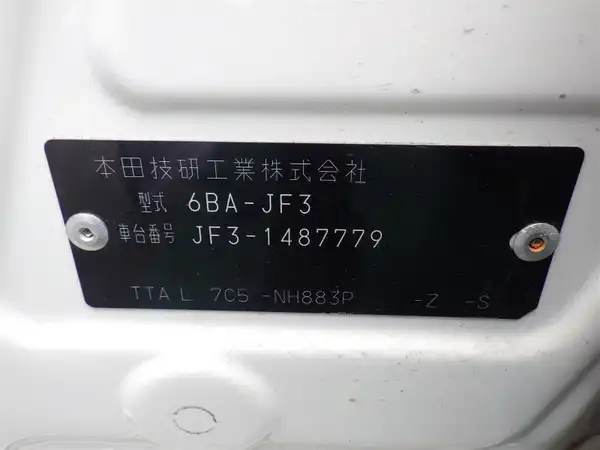 本田技研工業株式会社
型式 6BA-JF3
車台番号 JF3-1487779
TTA L 7C5 -NH883P -Z -S